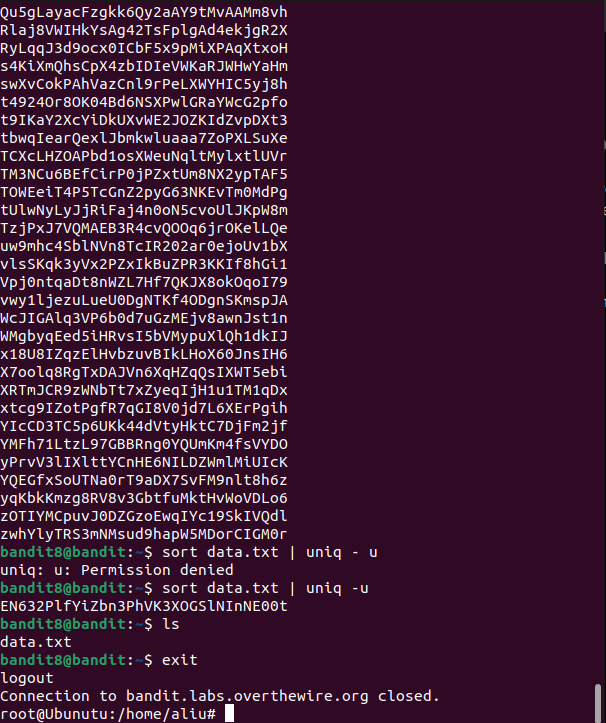 Qu5gLayacFzgkk6Qy2aAY9tMvAAMm8vh
Rlaj8VWIHkYsAg42TsFplgAd4ekjgR2X
RyLqqJ3d9ocx0ICbF5x9pMiXPAqXtxoH
s4KiXmQhsCpX4zbIDIeVWKaRJWHwYaHm
swXvCokPAhVazCnl9rPeLXWYHIC5yj8h
t4924Or8OK04Bd6NSXPwlGRaYWcG2pfo
t9IKaY2XcYiDkUXvWE2JOZKIdZvpDXt3
tbwqIearQexlJbmkwluaaa7ZoPXLSuXe
TCXcLHZOAPbd1osXWeuNqltMylxtlUVr
TM3NCu6BEfCirP0jPZxtUm8NX2ypTAF5
TOWEeiT4P5TcGnZ2pyG63NKEvTm0MdPg
tUlwNyLyJjRiFaj4n0oN5cvoUlJKpW8m
TzjPxJ7VQMAEB3R4cvQOOq6jrOKelLQe
uw9mhc4SblNVn8TcIR202ar0ejoUv1bX
vlsSKqk3yVx2PZxIkBuZPR3KKIf8hGi1
Vpj0ntqaDt8nWZL7Hf7QKJX8okOqoI79
vwy1ljezuLueU0DgNTKf4ODgnSKmspJA
WcJIGAlq3VP6b0d7uGzMEjv8awnJst1n
WMgbyqEed5iHRvsI5bVMypuXlQh1dkIJ
x18U8IZqzElHvbzuvBIkLHoX60JnsIH6
X7oolq8RgTxDAJVn6XqHZqQsIXWT5ebi
XRTmJCR9zWNbTt7xZyeqIjH1u1TM1qDx
xtcg9IZotPgfR7qGI8V0jd7L6XErPgih
YIcCD3TC5p6UKk44dVtyHktC7DjFm2jf
YMFh71LtzL97GBBRng0YQUmKm4fsVYDO
yPrvV3lIXlttYCnHE6NILDZWmlMiUIcK
YQEGfxSoUTNa0rT9aDX7SvFM9nlt8h6z
yqKbkKmzg8RV8v3GbtfuMktHvWoVDLo6
zOTIYMCpuvJ0DZGzoEwqIYc19SkIVQdl
zwhYlyTRS3mNMsud9hapW5MDorCIGM0r
bandit8@bandit:~$ sort data.txt | uniq - u
uniq: u: Permission denied
bandit8@bandit:~$ sort data.txt | uniq -u
EN632PlfYiZbn3PhVK3XOGSlNInNE00t
bandit8@bandit:~$ ls
data.txt
bandit8@bandit:~$ exit
logout
Connection to bandit.labs.overthewire.org closed.
root@Ubunutu:/home/aliu#